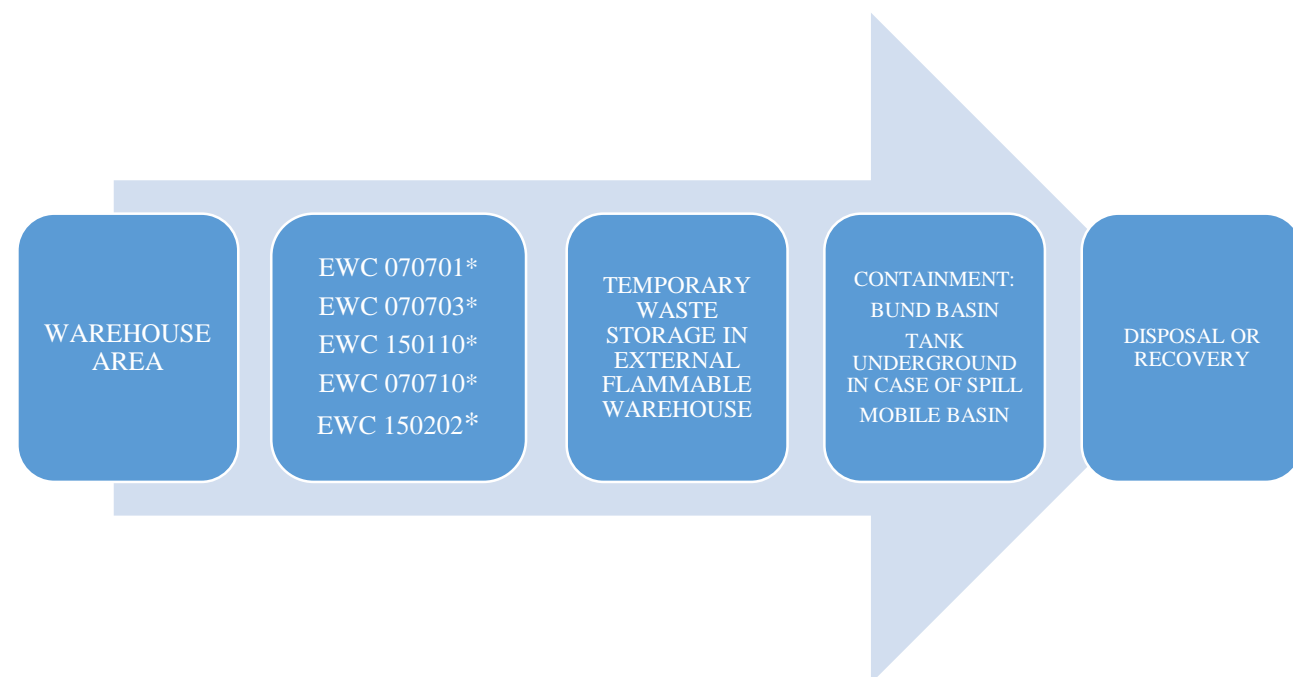 WAREHOUSE
AREA
EWC 070701*
EWC 070703*
EWC 150110*
EWC 070710*
EWC 150202*
TEMPORARY
WASTE
STORAGE IN
EXTERNAL
FLAMMABLE
WAREHOUSE
CONTAINMENT:
BUND BASIN
TANK
UNDERGROUND
IN CASE OF SPILL
MOBILE BASIN
DISPOSAL OR
RECOVERY